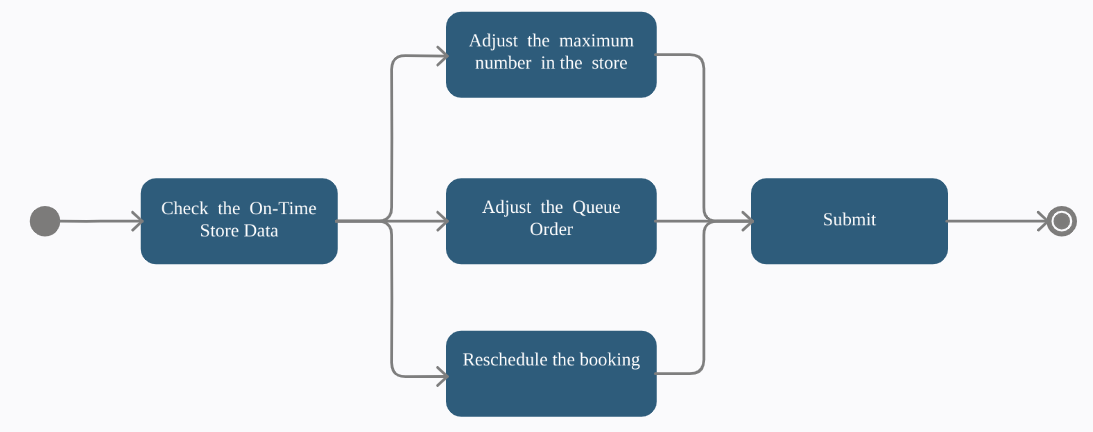 Adjust the maximum
number in the store
Check the On-Time
Store Data
Adjust the Queue
Order
Submit
Reschedule the booking